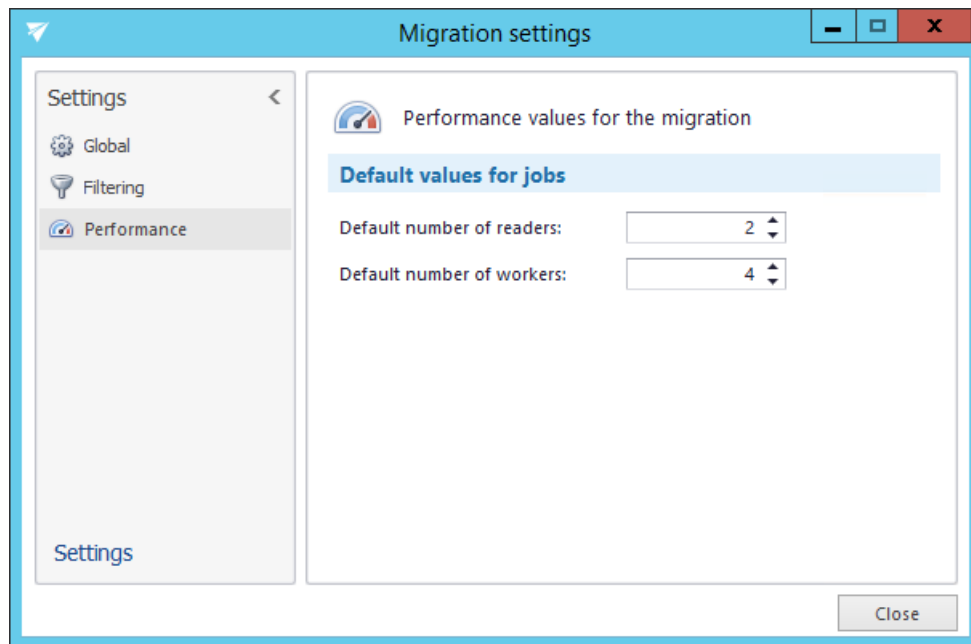 Migration settings
Settings
Global
Filtering
Performance
Settings
Performance values for the migration
Default values for jobs
Default number of readers: 2
Default number of workers: 4
Close